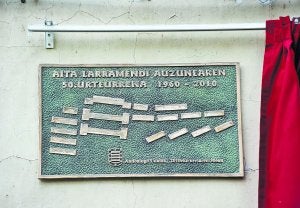 AITA LARRAMENDI AUZUNEAREN
50. URTEURRENA 1960 - 2010